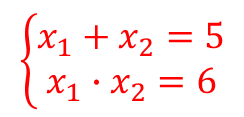 x₁ + x₂ = 5
x₁ · x₂ = 6